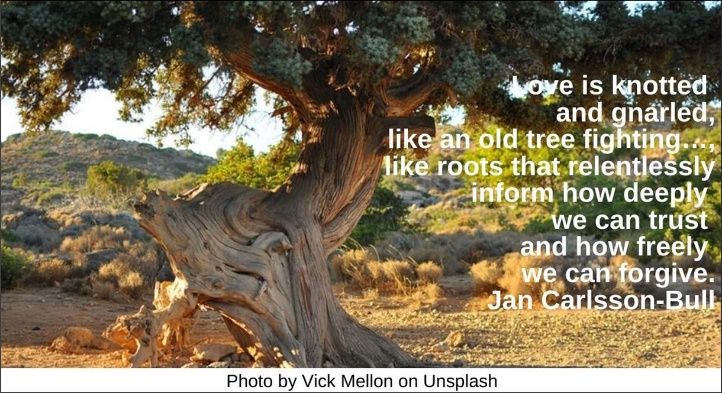 Love is knotted
and gnarled,
like an old tree fighting...,
like roots that relentlessly
inform how deeply
we can trust
and how freely
we can forgive.
Jan Carlsson-Bull
Photo by Vick Mellon on Unsplash